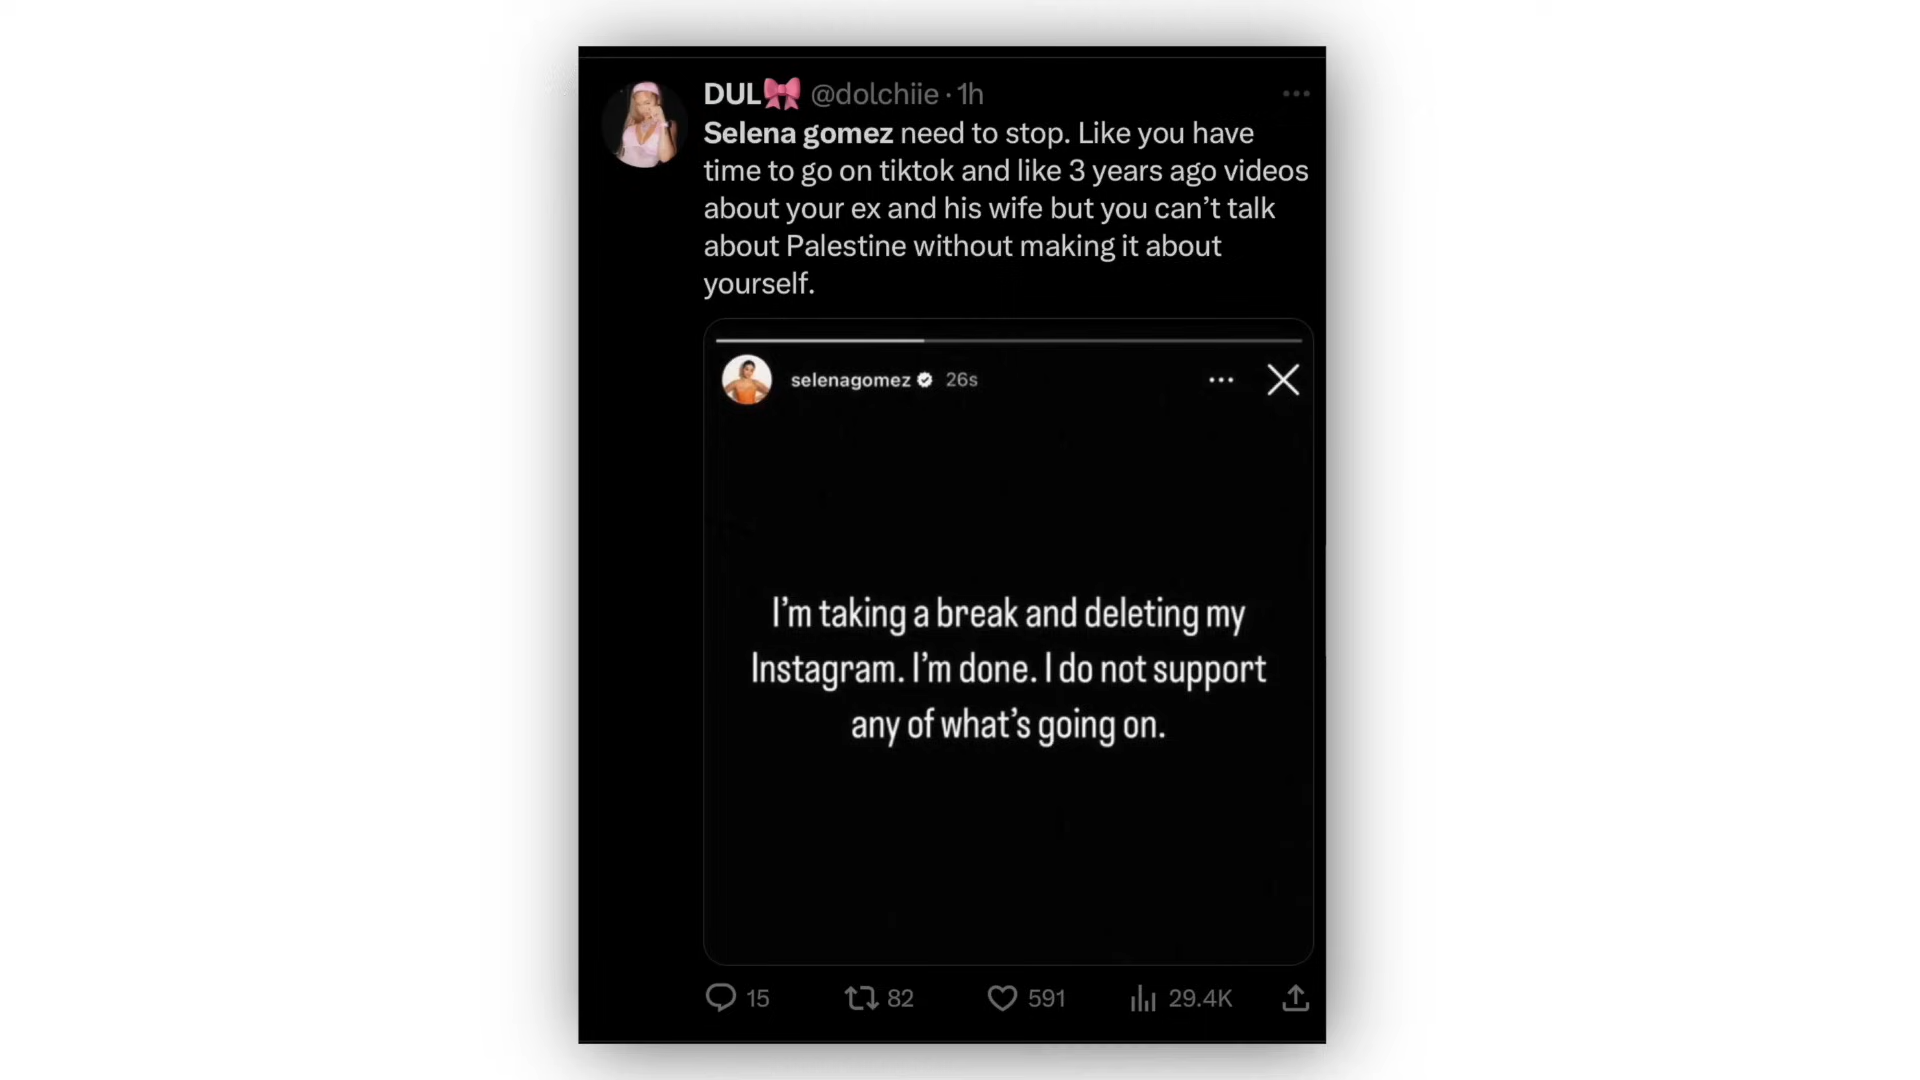 DUL🎀 @dolchiie · 1h
Selena gomez need to stop. Like you have
time to go on tiktok and like 3 years ago videos
about your ex and his wife but you can’t talk
about Palestine without making it about
yourself.
selenagomez 26s
I’m taking a break and deleting my
Instagram. I’m done. I do not support
any of what’s going on.
15 82 591 29.4K